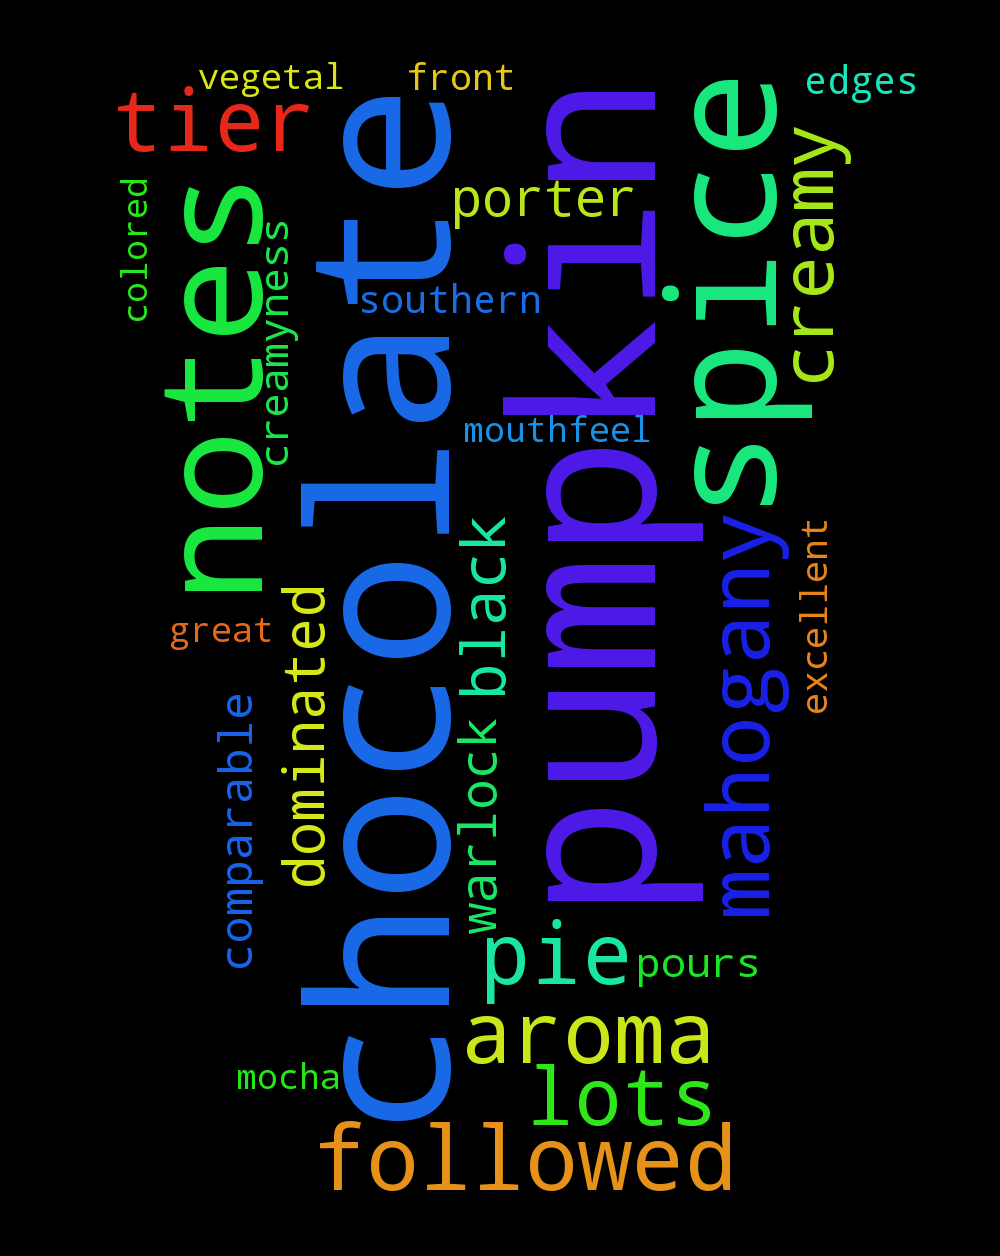 vegetal
front
edges
tier
notes
chocolate
pumpkin
spice
creamy
colored
creamyness
porter
southern
mouthfeel
black
mahogany
excellent
great
dominated
comparable
warlock
pie
pours
aroma
mocha
lots
followed